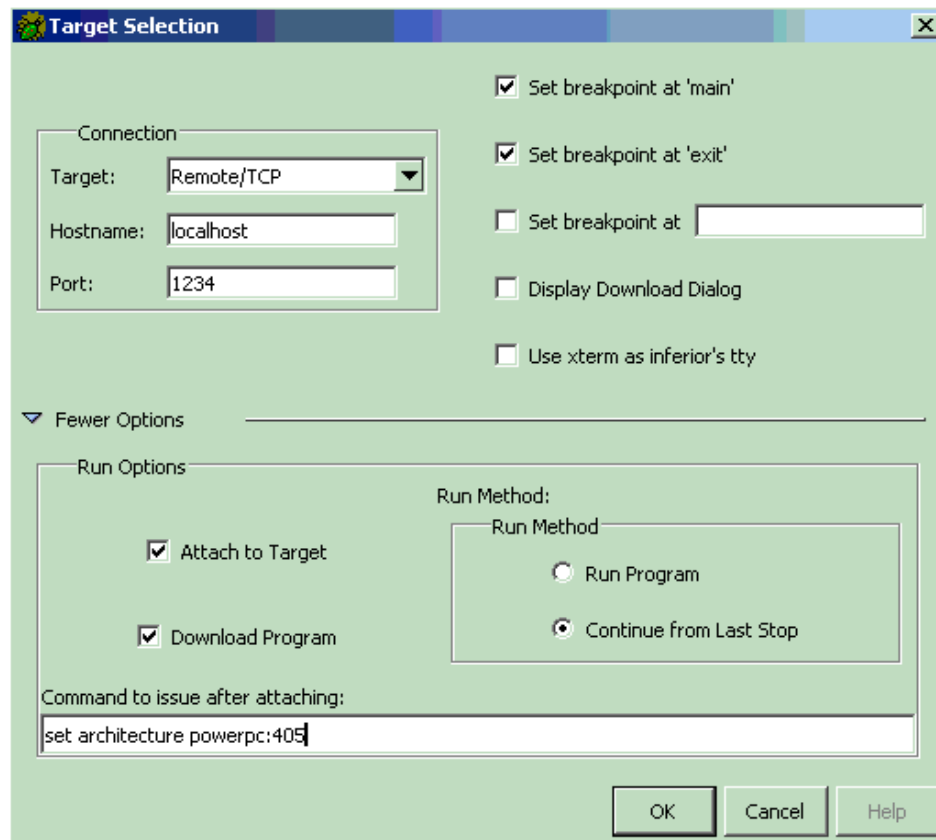 Target Selection
Set breakpoint at 'main'
Connection
Set breakpoint at 'exit'
Target: Remote/TCP
Set breakpoint at
Hostname: localhost
Port: 1234
Display Download Dialog
Use xterm as inferior's tty
Fewer Options
Run Options
Run Method:
Run Method
Attach to Target
Run Program
Continue from Last Stop
Download Program
Command to issue after attaching:
set architecture powerpc:405
OK Cancel Help